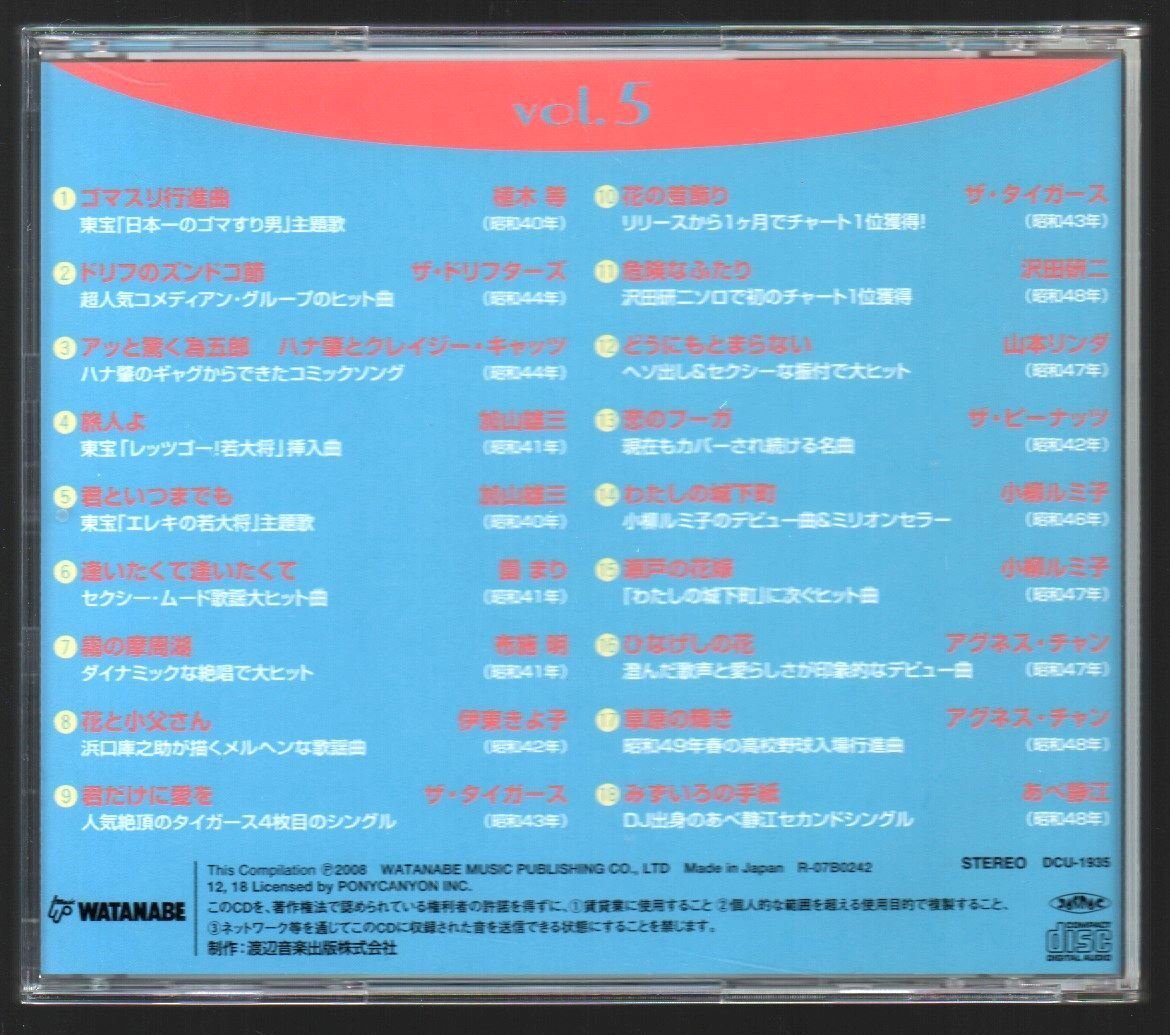 vol.5
1 ゴマスリ行進曲 植木 等
東宝「日本一のゴマすり男」主題歌 (昭和40年)
2 ドリフのズンドコ節 ザ・ドリフターズ
超人気コメディアン・グループのヒット曲 (昭和44年)
3 アッと驚く為五郎 ハナ肇とクレイジー・キャッツ
ハナ肇のギャグからできたコミックソング (昭和44年)
4 旅人よ 加山雄三
東宝「レッツゴー!若大将」挿入曲 (昭和41年)
5 君といつまでも 加山雄三
東宝「エレキの若大将」主題歌 (昭和40年)
6 逢いたくて逢いたくて 園 まり
セクシー・ムード歌謡大ヒット曲 (昭和41年)
7 霧の摩周湖 布施 明
ダイナミックな絶唱で大ヒット (昭和41年)
8 花と小父さん 伊東きよ子
浜口庫之助が描くメルヘンな歌謡曲 (昭和42年)
9 君だけに愛を ザ・タイガース
人気絶頂のタイガース4枚目のシングル (昭和43年)
10 花の首飾り ザ・タイガース
リリースから1ヶ月でチャート1位獲得! (昭和43年)
11 危険なふたり 沢田研二
沢田研二ソロで初のチャート1位獲得 (昭和48年)
12 どうにもとまらない 山本リンダ
ヘソ出し&セクシーな振付で大ヒット (昭和47年)
13 恋のフーガ ザ・ピーナッツ
現在もカバーされ続ける名曲 (昭和42年)
14 わたしの城下町 小柳ルミ子
小柳ルミ子のデビュー曲&ミリオンセラー (昭和46年)
15 瀬戸の花嫁 小柳ルミ子
「わたしの城下町」に次ぐヒット曲 (昭和47年)
16 ひなげしの花 アグネス・チャン
澄んだ歌声と愛らしさが印象的なデビュー曲 (昭和47年)
17 草原の輝き アグネス・チャン
昭和49年春の高校野球入場行進曲 (昭和48年)
18 みずいろの手紙 あべ静江
DJ出身のあべ静江セカンドシングル (昭和48年)
WATANABE
This Compilation ℗2008 WATANABE MUSIC PUBLISHING CO., LTD Made in Japan R-07B0242
12, 18 Licensed by PONYCANYON INC.
このCDを、著作権法で認められている権利者の許諾を得ずに、①賃貸業に使用すること ②個人的な範囲を超える使用目的で複製すること、
③ネットワーク等を通じてこのCDに収録された音を送信できる状態にすることを禁じます。
制作:渡辺音楽出版株式会社
STEREO DCU-1935
COMPACT
disc
DIGITAL AUDIO